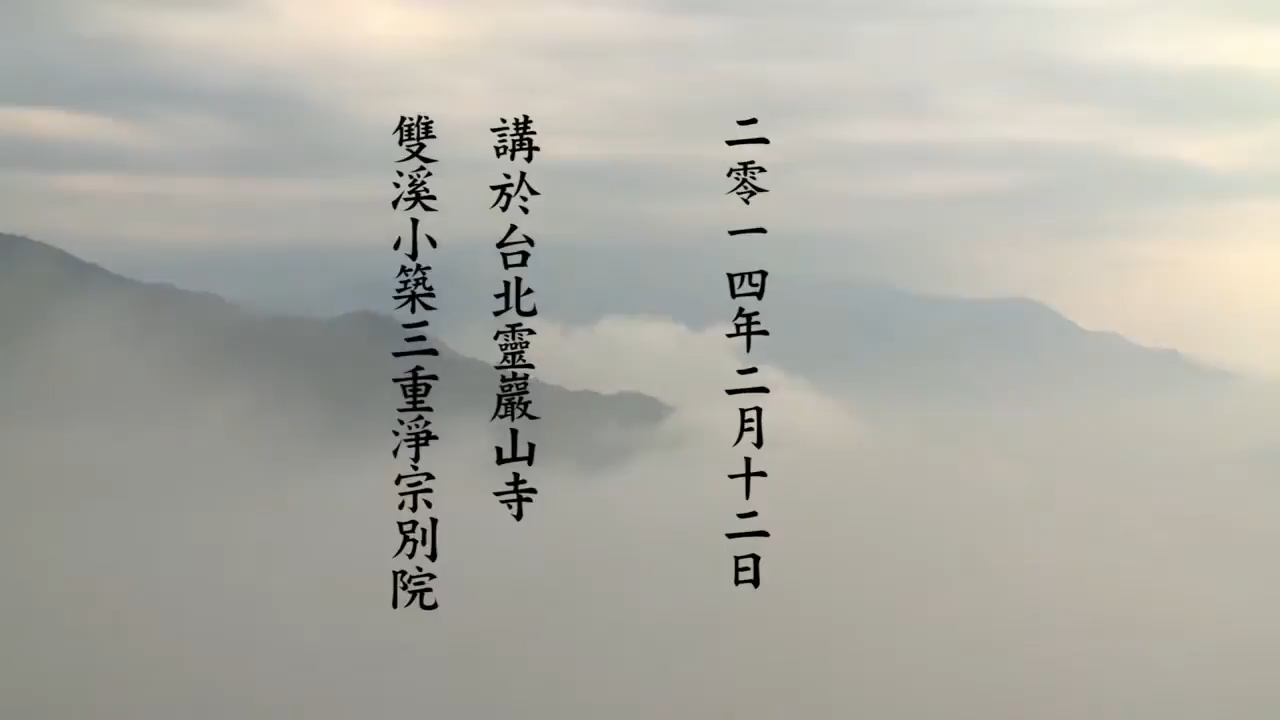 二零一四年二月十二日
講於台北靈巖山寺
雙溪小築三重淨宗別院